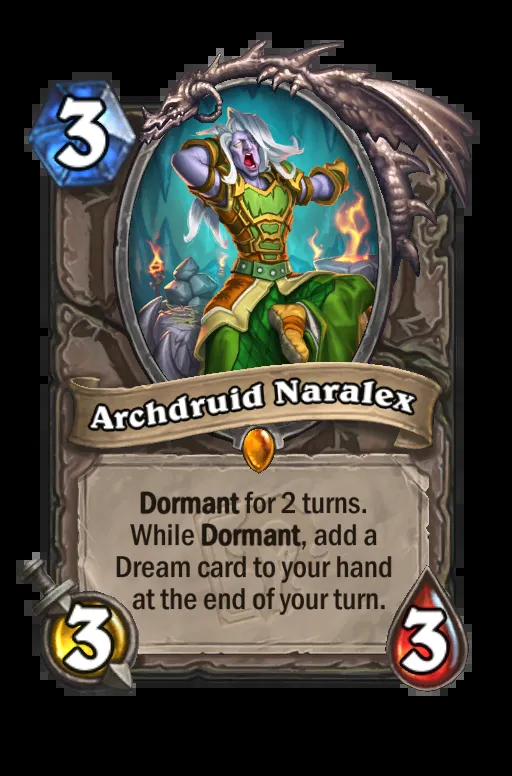 3
Archdruid Naralex
Dormant for 2 turns.
While Dormant, add a
Dream card to your hand
at the end of your turn.
3
3